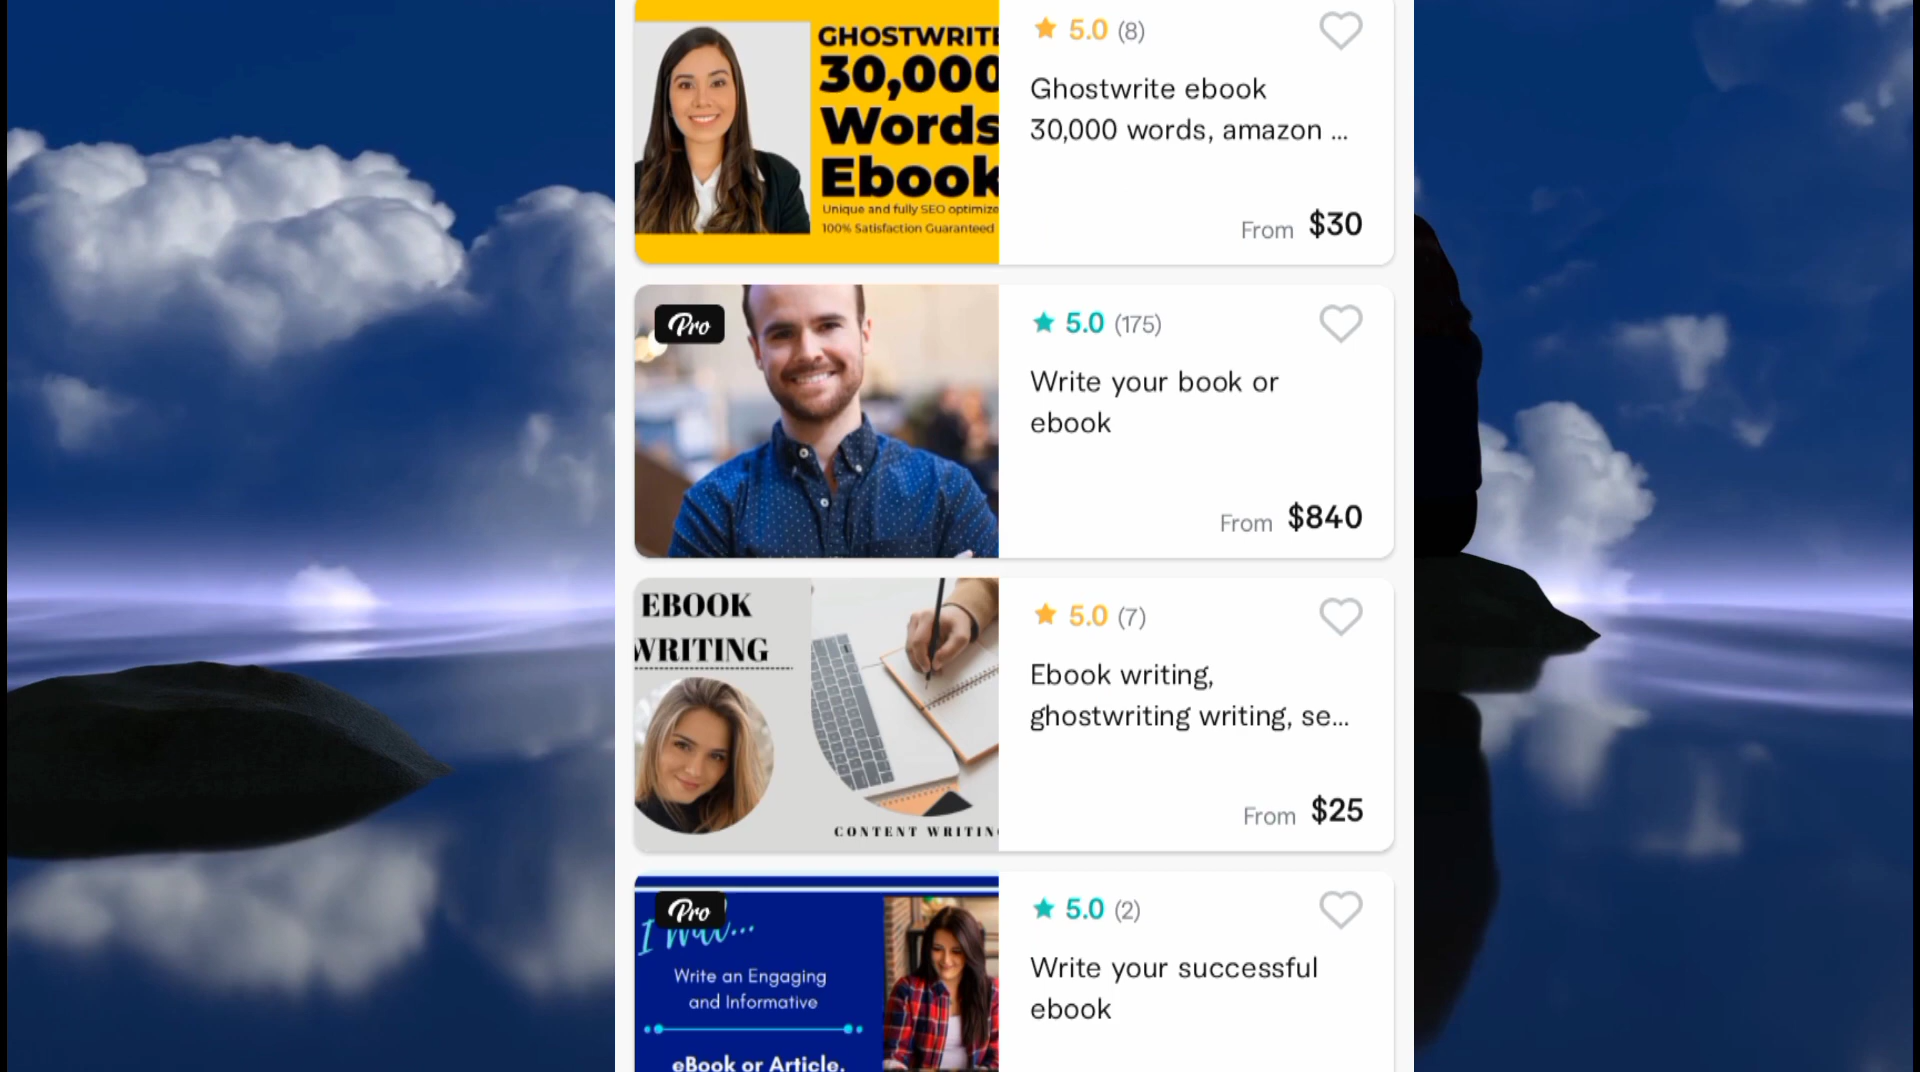 GHOSTWRITE
30,000
Words
Ebook
Unique and fully SEO optimize
100% Satisfaction Guaranteed
5.0 (8)
Ghostwrite ebook
30,000 words, amazon ...
From $30
Pro
5.0 (175)
Write your book or
ebook
From $840
EBOOK
WRITING
CONTENT WRITIN
5.0 (7)
Ebook writing,
ghostwriting writing, se...
From $25
Pro
I will...
Write an Engaging
and Informative
eBook or Article.
5.0 (2)
Write your successful
ebook